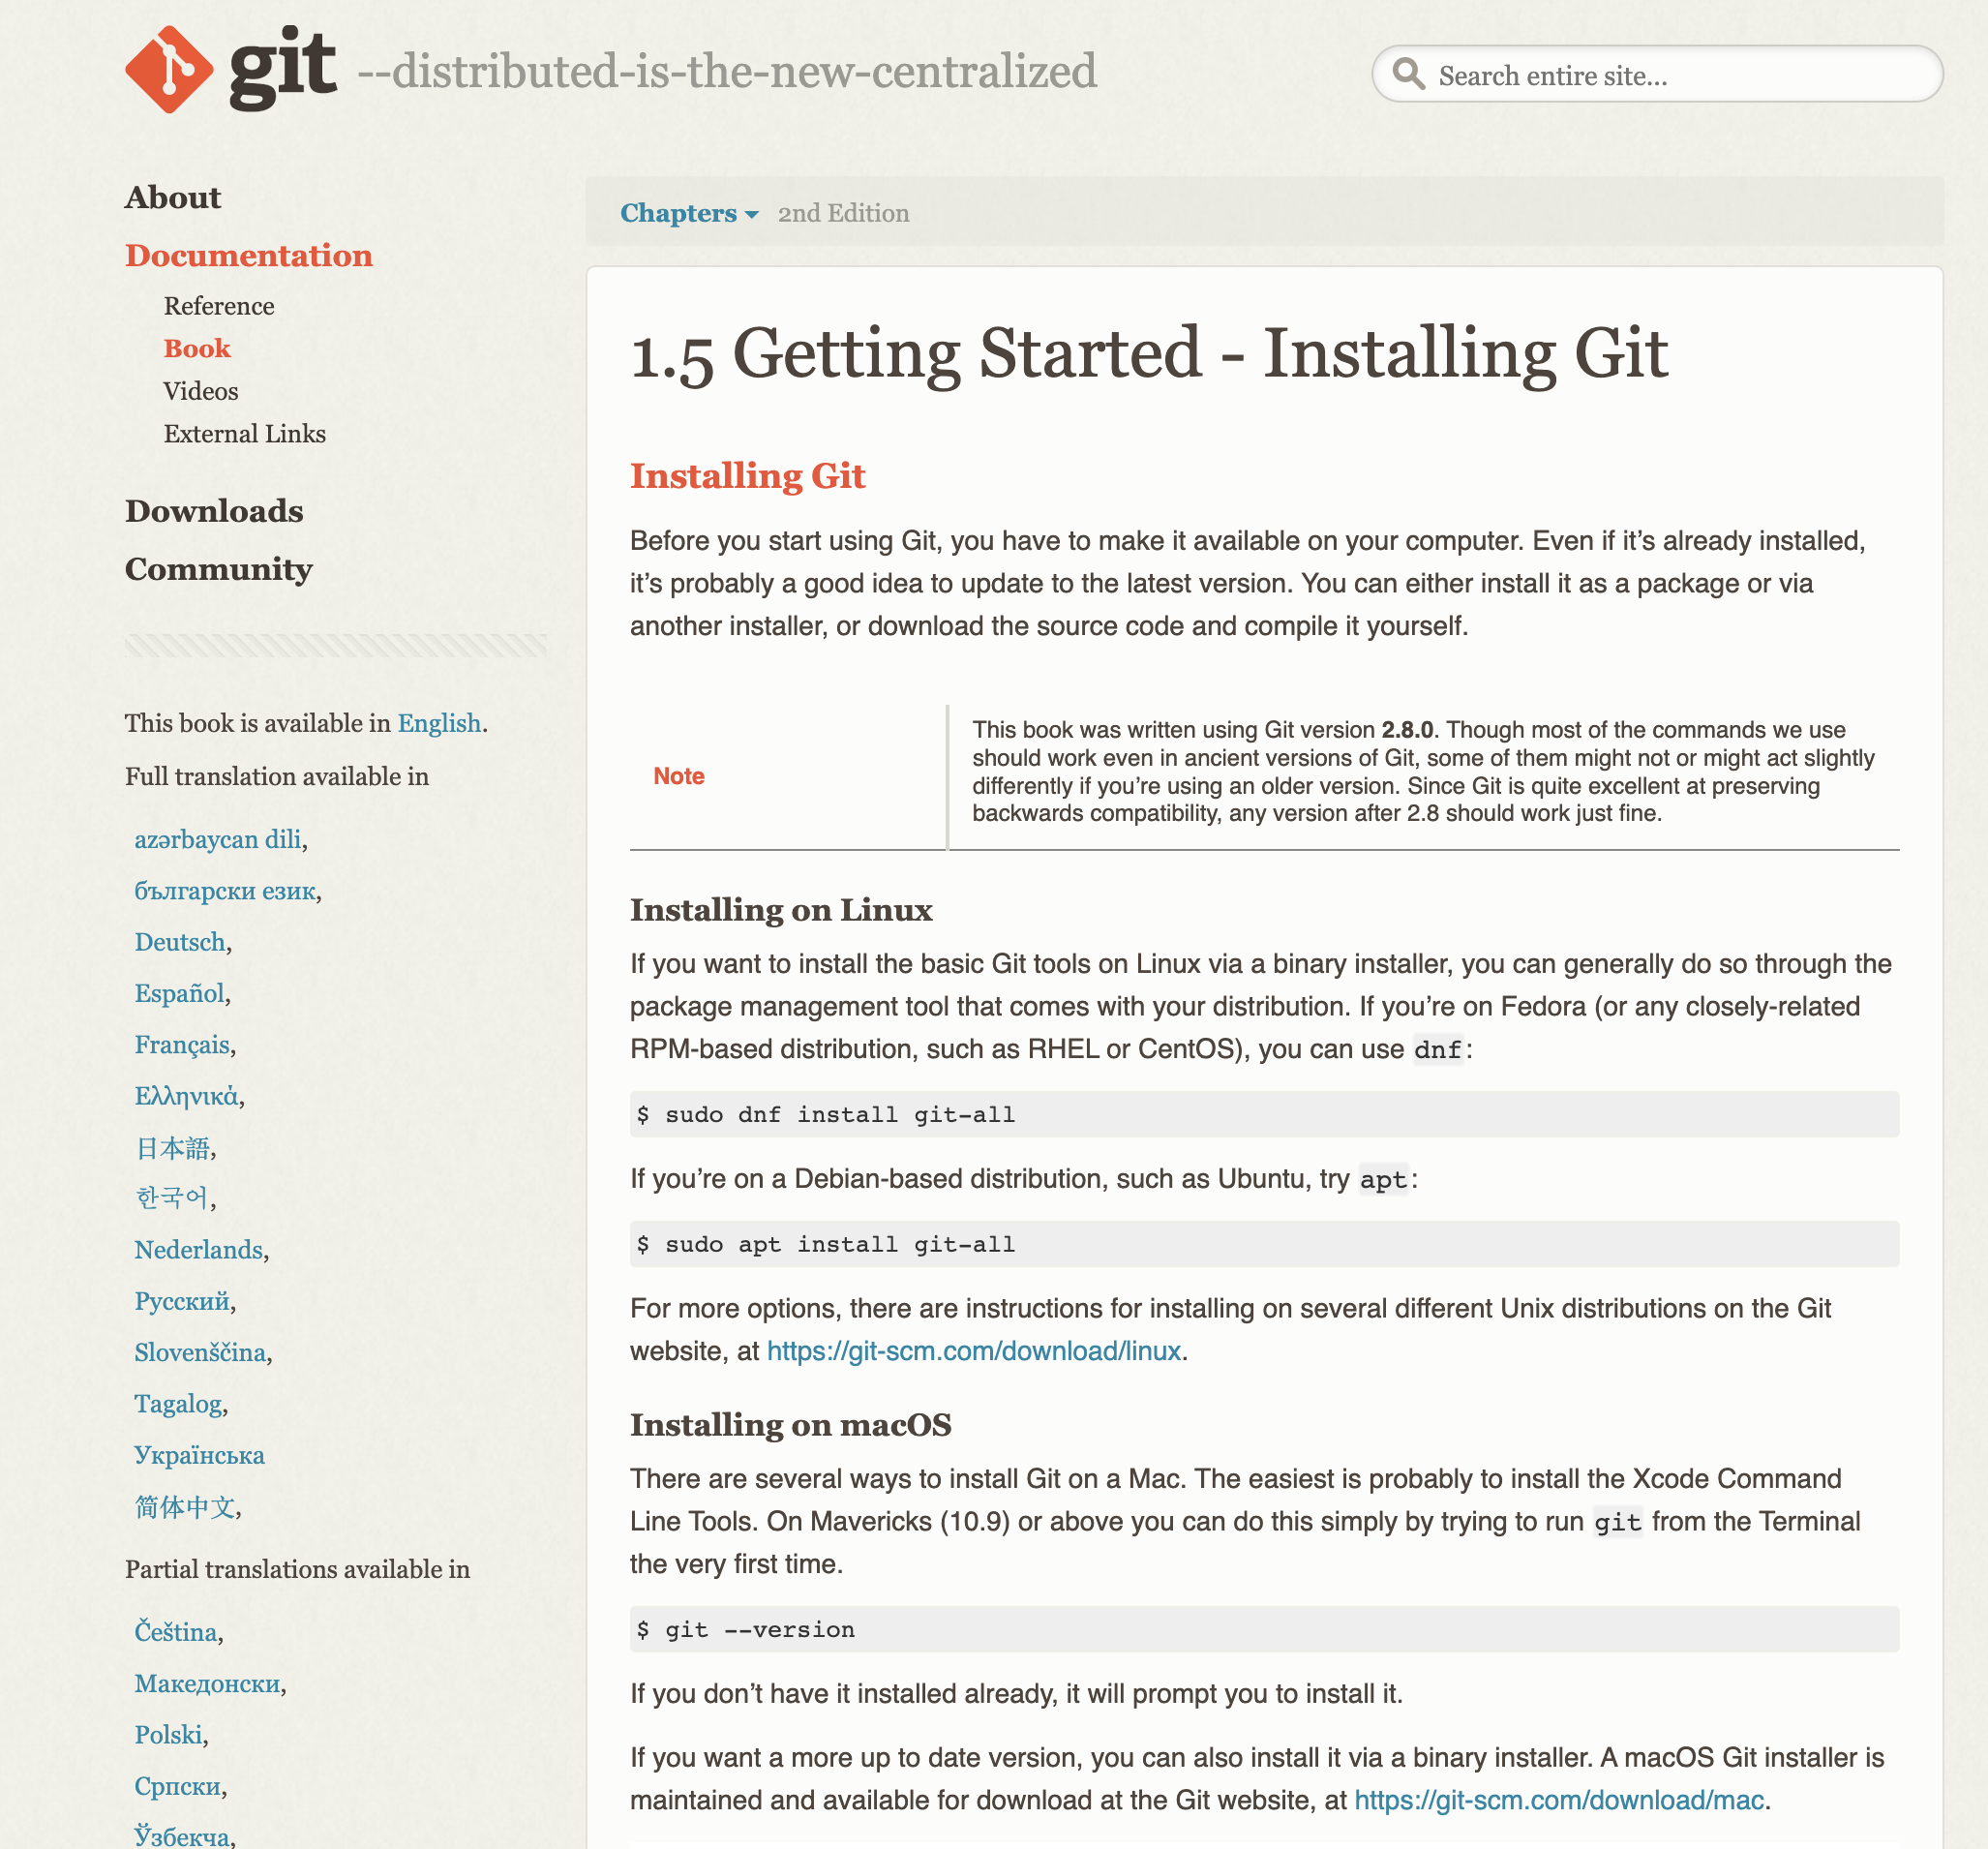 git --distributed-is-the-new-centralized
Search entire site...
About
Documentation
Reference
Book
Videos
External Links
Downloads
Community
This book is available in English.
Full translation available in
azərbaycan dili,
български език,
Deutsch,
Español,
Français,
Ελληνικά,
日本語,
한국어,
Nederlands,
Русский,
Slovenščina,
Tagalog,
Українська
简体中文,
Partial translations available in
Čeština,
Македонски,
Polski,
Српски,
Ўзбекча,
Chapters 2nd Edition
1.5 Getting Started - Installing Git
Installing Git
Before you start using Git, you have to make it available on your computer. Even if it’s already installed,
it’s probably a good idea to update to the latest version. You can either install it as a package or via
another installer, or download the source code and compile it yourself.
Note
This book was written using Git version 2.8.0. Though most of the commands we use
should work even in ancient versions of Git, some of them might not or might act slightly
differently if you’re using an older version. Since Git is quite excellent at preserving
backwards compatibility, any version after 2.8 should work just fine.
Installing on Linux
If you want to install the basic Git tools on Linux via a binary installer, you can generally do so through the
package management tool that comes with your distribution. If you’re on Fedora (or any closely-related
RPM-based distribution, such as RHEL or CentOS), you can use dnf:
$ sudo dnf install git-all
If you’re on a Debian-based distribution, such as Ubuntu, try apt:
$ sudo apt install git-all
For more options, there are instructions for installing on several different Unix distributions on the Git
website, at https://git-scm.com/download/linux.
Installing on macOS
There are several ways to install Git on a Mac. The easiest is probably to install the Xcode Command
Line Tools. On Mavericks (10.9) or above you can do this simply by trying to run git from the Terminal
the very first time.
$ git --version
If you don’t have it installed already, it will prompt you to install it.
If you want a more up to date version, you can also install it via a binary installer. A macOS Git installer is
maintained and available for download at the Git website, at https://git-scm.com/download/mac.